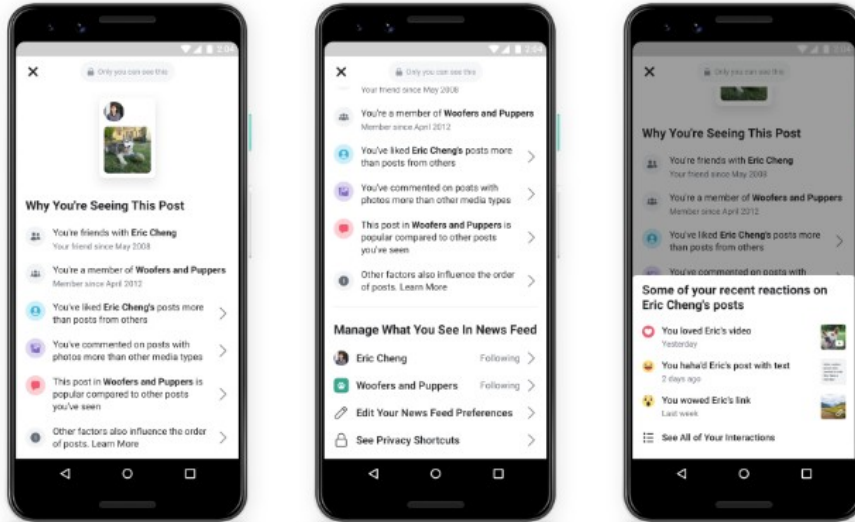 2:04
Only you can see this
Why You're Seeing This Post
You're friends with Eric Cheng
Your friend since May 2008
You're a member of Woofers and Puppers
Member since April 2012
You've liked Eric Cheng's posts more
than posts from others
You've commented on posts with
photos more than other media types
This post in Woofers and Puppers is
popular compared to other posts
you've seen
Other factors also influence the order
of posts. Learn More
2:04
Only you can see this
Your friend since May 2008
You're a member of Woofers and Puppers
Member since April 2012
You've liked Eric Cheng's posts more
than posts from others
You've commented on posts with
photos more than other media types
This post in Woofers and Puppers is
popular compared to other posts
you've seen
Other factors also influence the order
of posts. Learn More
Manage What You See In News Feed
Eric Cheng Following
Woofers and Puppers Following
Edit Your News Feed Preferences
See Privacy Shortcuts
2:04
Only you can see this
Why You're Seeing This Post
You're friends with Eric Cheng
Your friend since May 2008
You're a member of Woofers and Puppers
Member since April 2012
You've liked Eric Cheng's posts more
than posts from others
You've commented on posts with
Some of your recent reactions on
Eric Cheng's posts
You loved Eric's video
Yesterday
You haha'd Eric's post with text
2 days ago
You wowed Eric's link
Last week
See All of Your Interactions